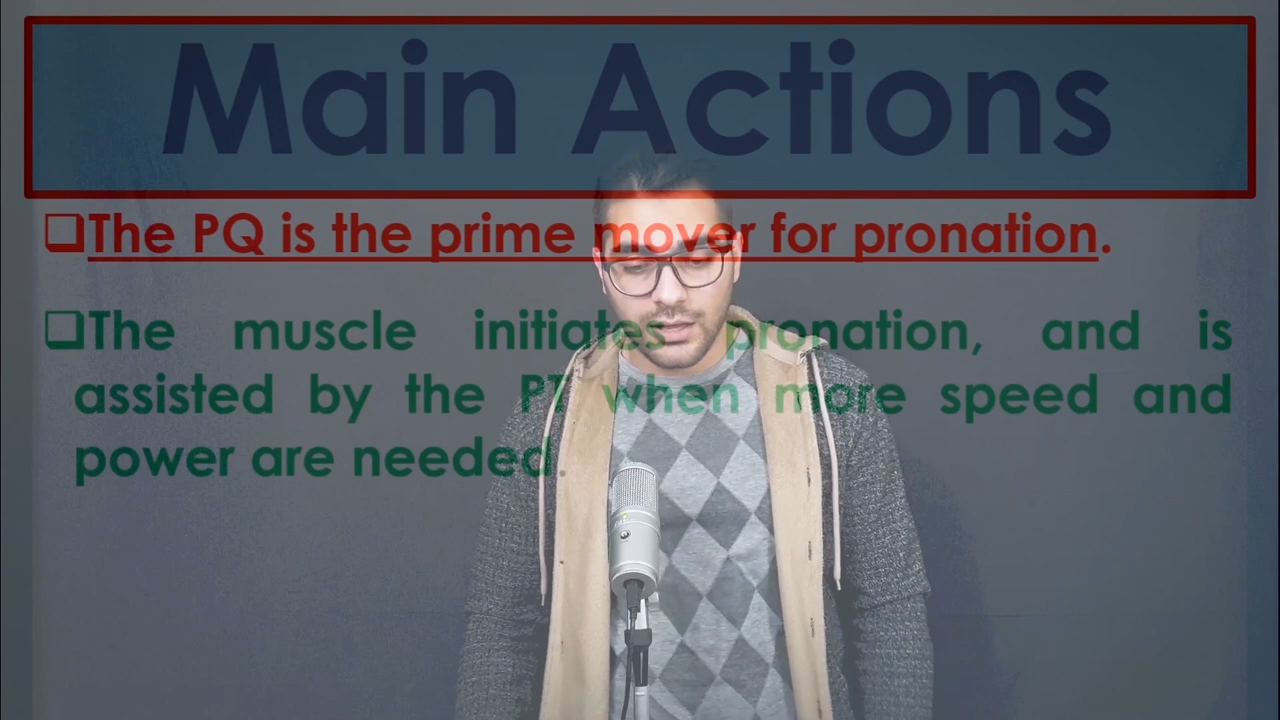 Main Actions
❑The PQ is the prime mover for pronation.
❑The muscle initiates pronation, and is
assisted by the PT when more speed and
power are needed.